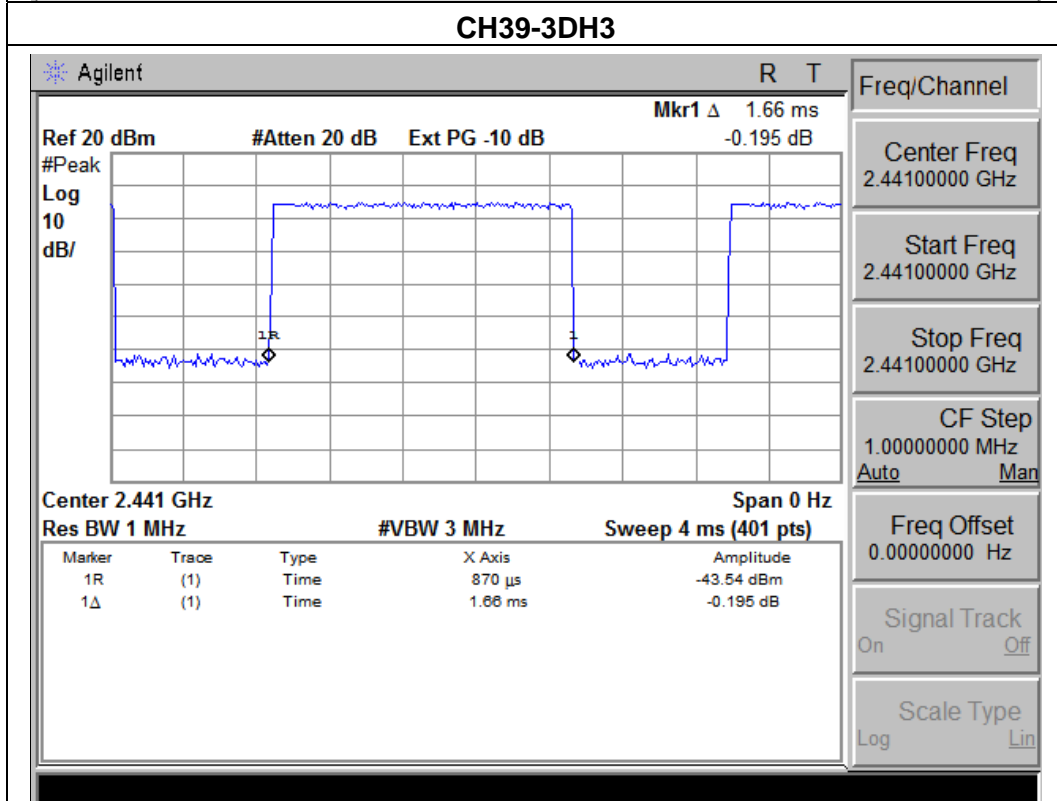 CH39-3DH3
Agilent R T
Mkr1 Δ 1.66 ms
Ref 20 dBm #Atten 20 dB Ext PG -10 dB -0.195 dB
#Peak
Log
10
dB/
1R
1
Center 2.441 GHz Span 0 Hz
Res BW 1 MHz #VBW 3 MHz Sweep 4 ms (401 pts)
Marker Trace Type X Axis Amplitude
1R (1) Time 870 µs -43.54 dBm
1Δ (1) Time 1.66 ms -0.195 dB
Freq/Channel
Center Freq
2.44100000 GHz
Start Freq
2.44100000 GHz
Stop Freq
2.44100000 GHz
CF Step
1.00000000 MHz
Auto Man
Freq Offset
0.00000000 Hz
Signal Track
On Off
Scale Type
Log Lin